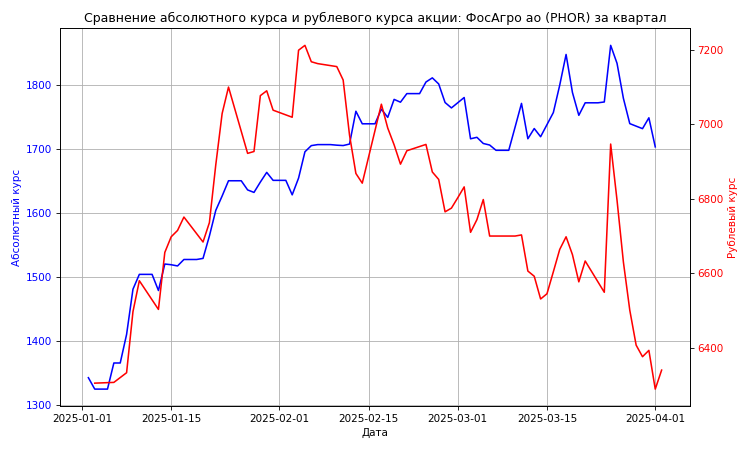 Сравнение абсолютного курса и рублевого курса акции: ФосАгро ао (PHOR) за квартал
Абсолютный курс
1800
1700
1600
1500
1400
1300
7200
7000
6800
6600
6400
Рублевый курс
2025-01-01 2025-01-15 2025-02-01 2025-02-15 2025-03-01 2025-03-15 2025-04-01
Дата